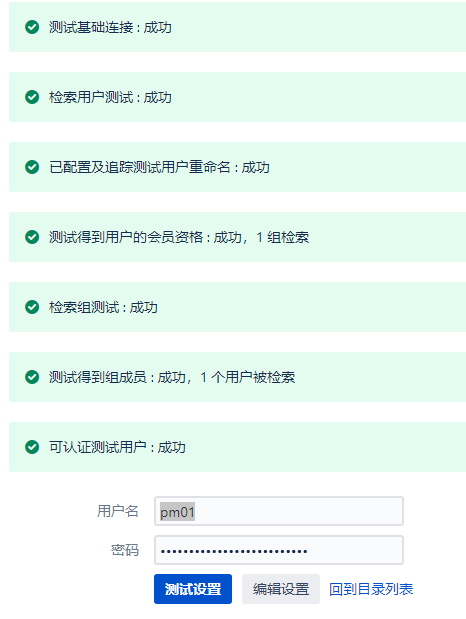 测试基础连接 : 成功
检索用户测试 : 成功
已配置及追踪测试用户重命名 : 成功
测试得到用户的会员资格 : 成功，1 组检索
检索组测试 : 成功
测试得到组成员 : 成功，1 个用户被检索
可认证测试用户 : 成功
用户名 pm01
密码 ••••••••••••••••••••••••••
测试设置 编辑设置 回到目录列表